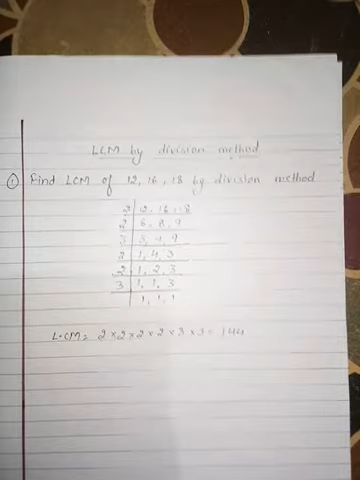 LCM by division method
① Find LCM of 12, 16, 18 by division method
2 | 12, 16, 18
2 | 6, 8, 9
3 | 3, 4, 9
2 | 1, 4, 3
2 | 1, 2, 3
3 | 1, 1, 3
| 1, 1, 1
LCM = 2 × 2 × 2 × 2 × 3 × 3 = 144